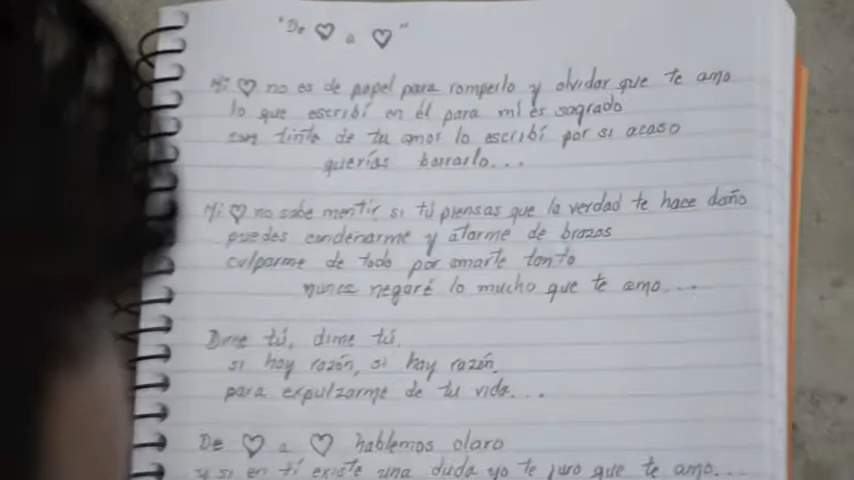 "De ♡ a ♡"
Mi ♡ no es de papel para romperlo y olvidar que te amo
lo que escribí en él para mí es sagrado
con tinta de tu amor lo escribí por si acaso
querías borrarlo...
Mi ♡ no sabe mentir si tú piensas que la verdad te hace daño
puedes condenarme y atarme de brazos
culparme de todo por amarte tanto
nunca negaré lo mucho que te amo....
Dime tú, dime tú,
si hay razón, si hay razón,
para expulzarme de tu vida...
De ♡ a ♡ hablemos claro
y si en tí existe una duda yo te juro que te amo....